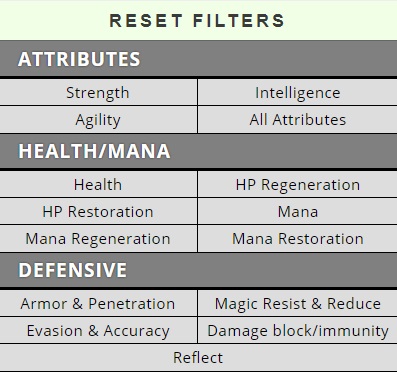 RESET FILTERS
ATTRIBUTES
Strength Intelligence
Agility All Attributes
HEALTH/MANA
Health HP Regeneration
HP Restoration Mana
Mana Regeneration Mana Restoration
DEFENSIVE
Armor & Penetration Magic Resist & Reduce
Evasion & Accuracy Damage block/immunity
Reflect